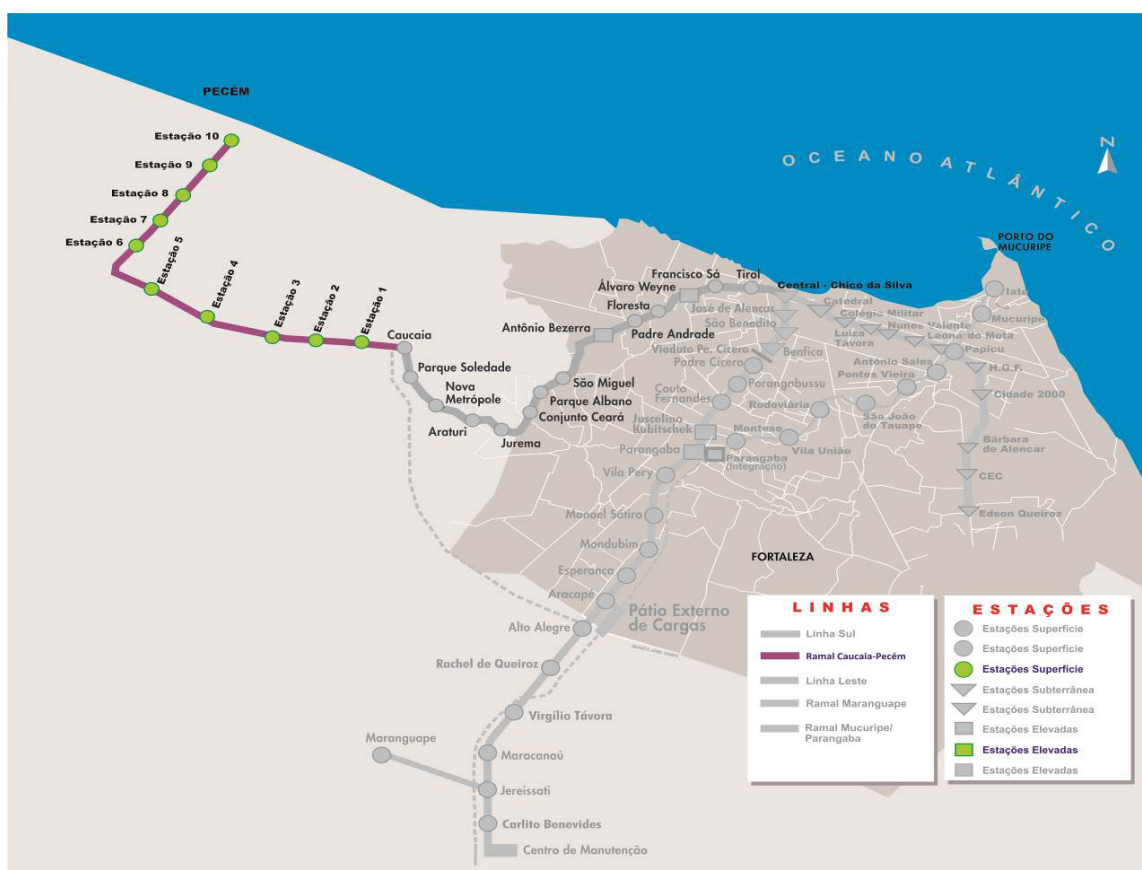 PECÉM
Estação 10
Estação 9
Estação 8
Estação 7
Estação 6
Estação 5
Estação 4
Estação 3
Estação 2
Estação 1
OCEANO ATLÂNTICO
N
PORTO DO
MUCURIPE
Francisco Sá
Tirol
Álvaro Weyne
Central - Chico da Silva
Iate
Floresta
José de Alencar
Catedral
Colégio Militar
Mucuripe
Antônio Bezerra
Padre Andrade
São Benedito
Luiza
Távora
Nunes Valente
Leona do Mota
Caucaia
Viaduto Pe. Cícero
Benfica
Papicu
Parque Soledade
Padre Cícero
Antônio Sales
Pontes Vieira
H.G.F.
Nova
Metrópole
São Miguel
Parque Albano
Couto
Fernandes
Porangabussu
Cidade 2000
Araturi
Conjunto Ceará
Rodoviária
São João
do Tauape
Jurema
Juscelino
Kubitschek
Montese
Bárbara
de Alencar
Parangaba
Parangaba
(Integração)
Vila União
Vila Pery
CEC
Manoel Sátiro
Edson Queiroz
Mondubim
FORTALEZA
Esperança
Aracapé
Pátio Externo
de Cargas
Alto Alegre
Rachel de Queiroz
Virgílio Távora
Maranguape
Maracanaú
Jereissati
Carlito Benevides
Centro de Manutenção
LINHAS
Linha Sul
Ramal Caucaia-Pecém
Linha Leste
Ramal Maranguape
Ramal Mucuripe/
Parangaba
ESTAÇÕES
Estações Superfície
Estações Superfície
Estações Superfície
Estações Subterrânea
Estações Subterrânea
Estações Elevadas
Estações Elevadas
Estações Elevadas